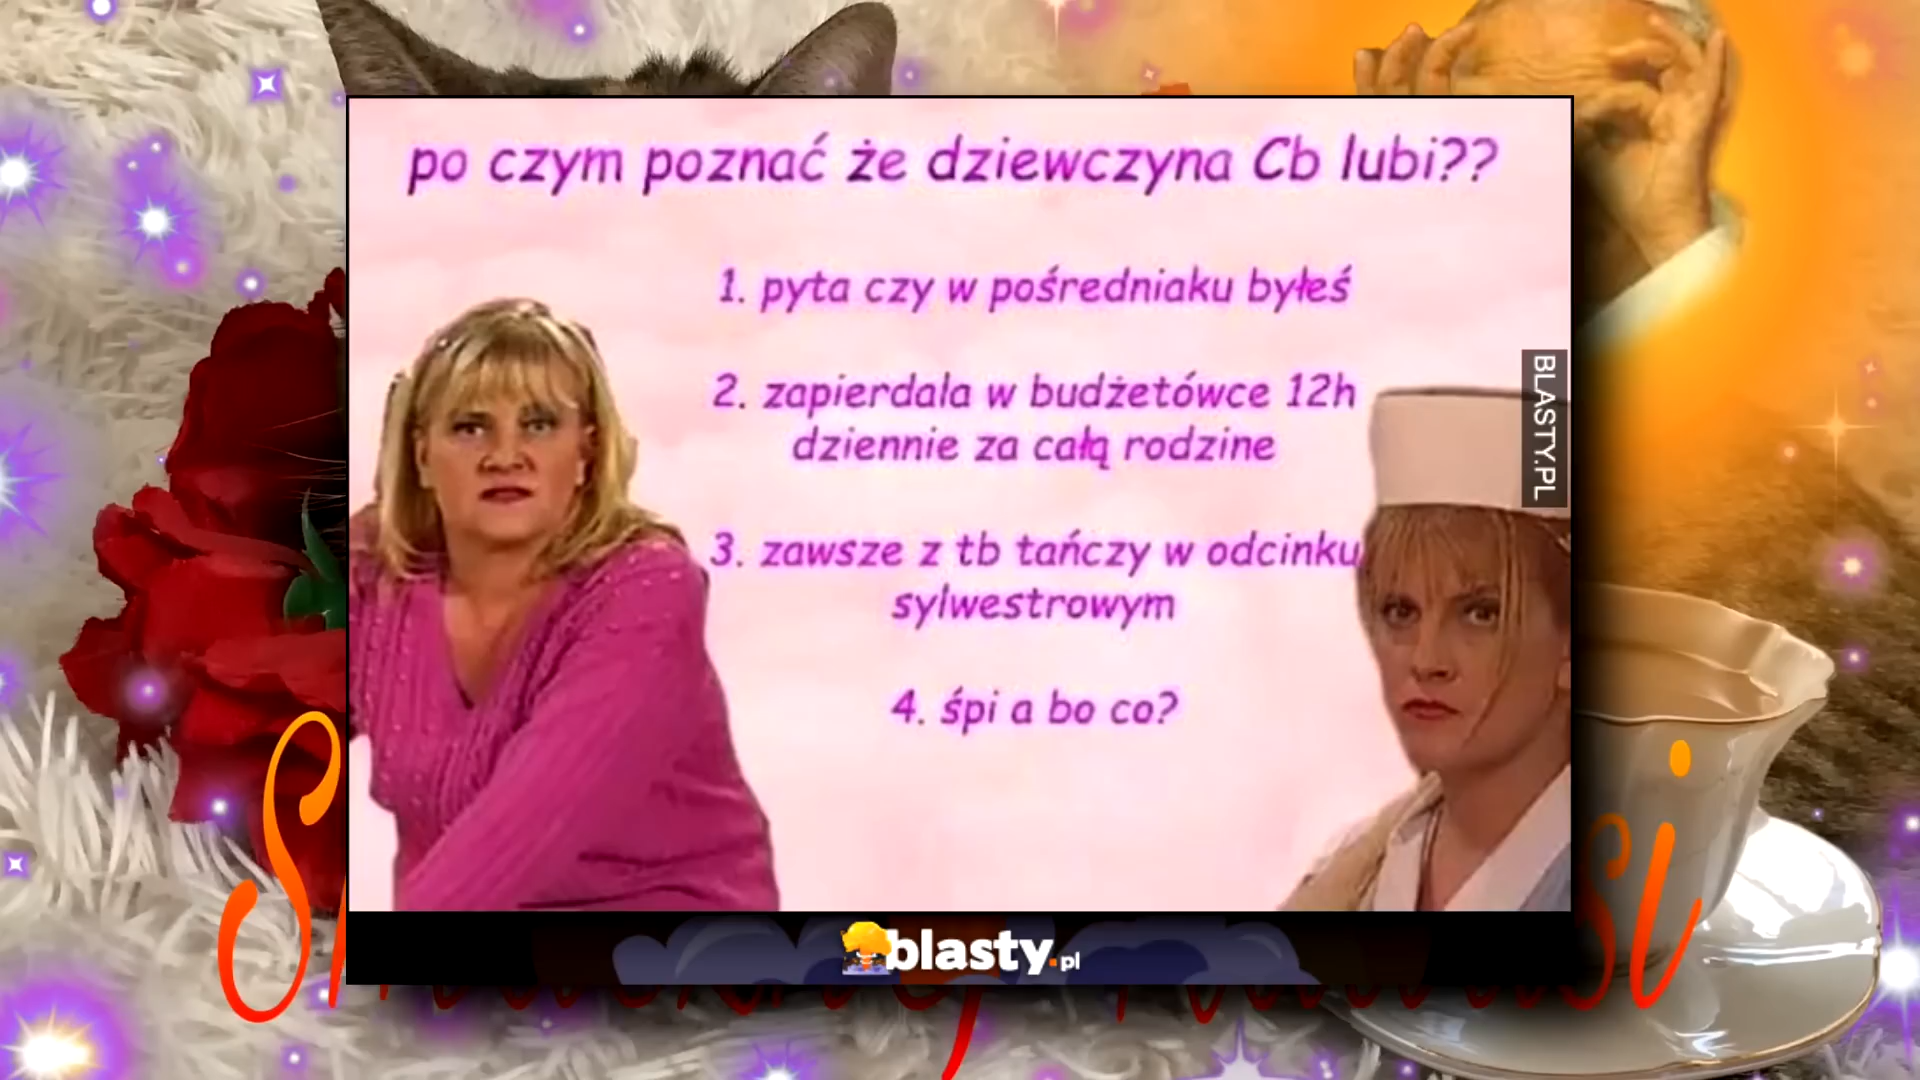 po czym poznać że dziewczyna Cb lubi??
1. pyta czy w pośredniaku byłeś
2. zapierdala w budżetówce 12h
dziennie za całą rodzine
3. zawsze z tb tańczy w odcinku
sylwestrowym
4. śpi a bo co?
BLASTY.PL
blasty.pl